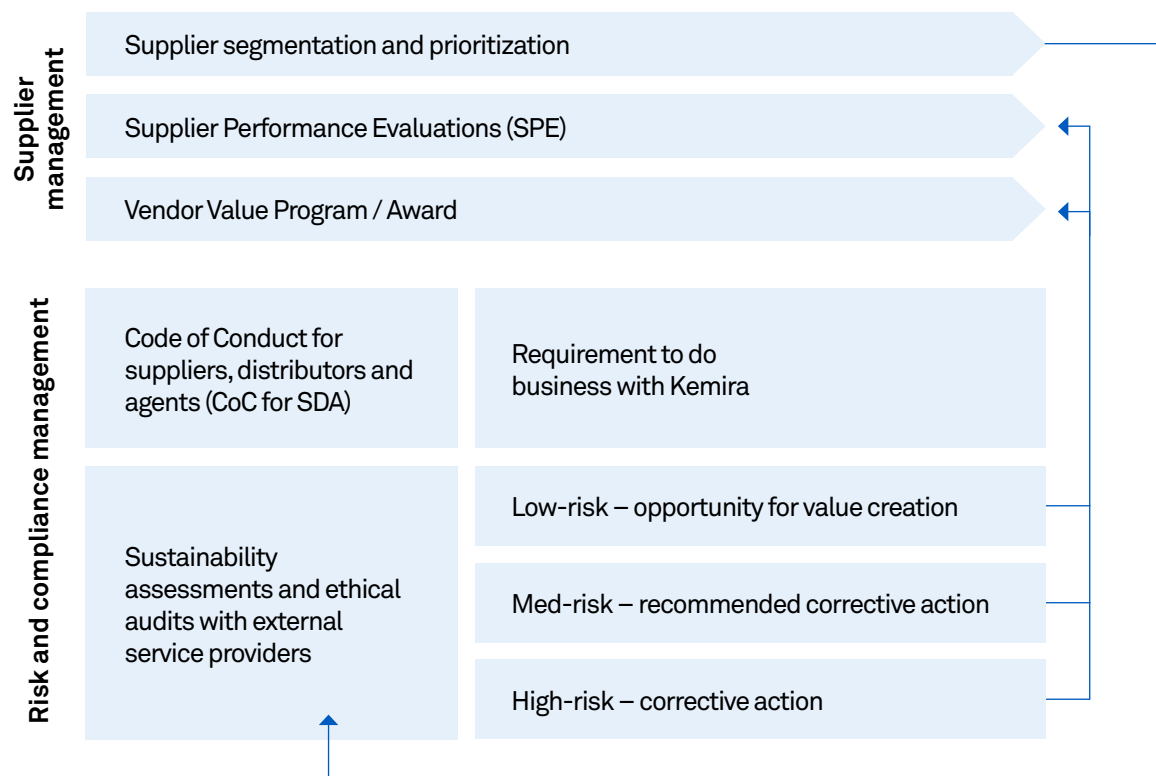 Supplier
management
Supplier segmentation and prioritization
Supplier Performance Evaluations (SPE)
Vendor Value Program / Award
Risk and compliance management
Code of Conduct for
suppliers, distributors and
agents (CoC for SDA)
Requirement to do
business with Kemira
Sustainability
assessments and ethical
audits with external
service providers
Low-risk – opportunity for value creation
Med-risk – recommended corrective action
High-risk – corrective action